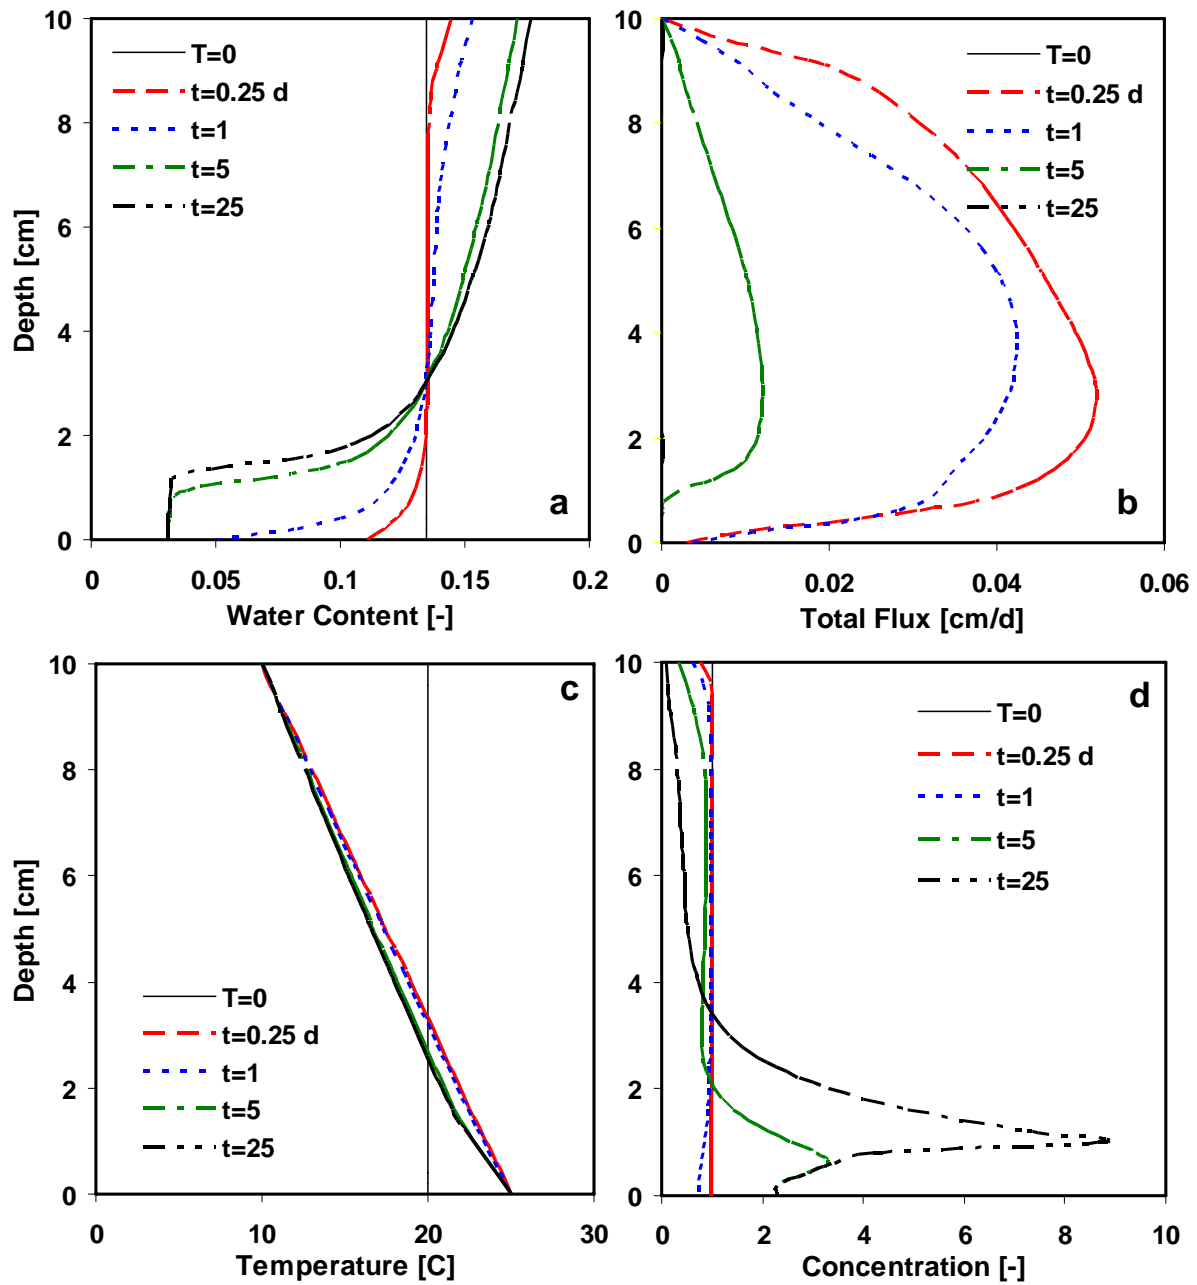 10
8
6
4
2
0
Depth [cm]
T=0
t=0.25 d
t=1
t=5
t=25
a
0 0.05 0.1 0.15 0.2
Water Content [-]
10
8
6
4
2
0
T=0
t=0.25 d
t=1
t=5
t=25
b
0 0.02 0.04 0.06
Total Flux [cm/d]
10
8
6
4
2
0
Depth [cm]
c
T=0
t=0.25 d
t=1
t=5
t=25
0 10 20 30
Temperature [C]
10
8
6
4
2
0
d
T=0
t=0.25 d
t=1
t=5
t=25
0 2 4 6 8 10
Concentration [-]